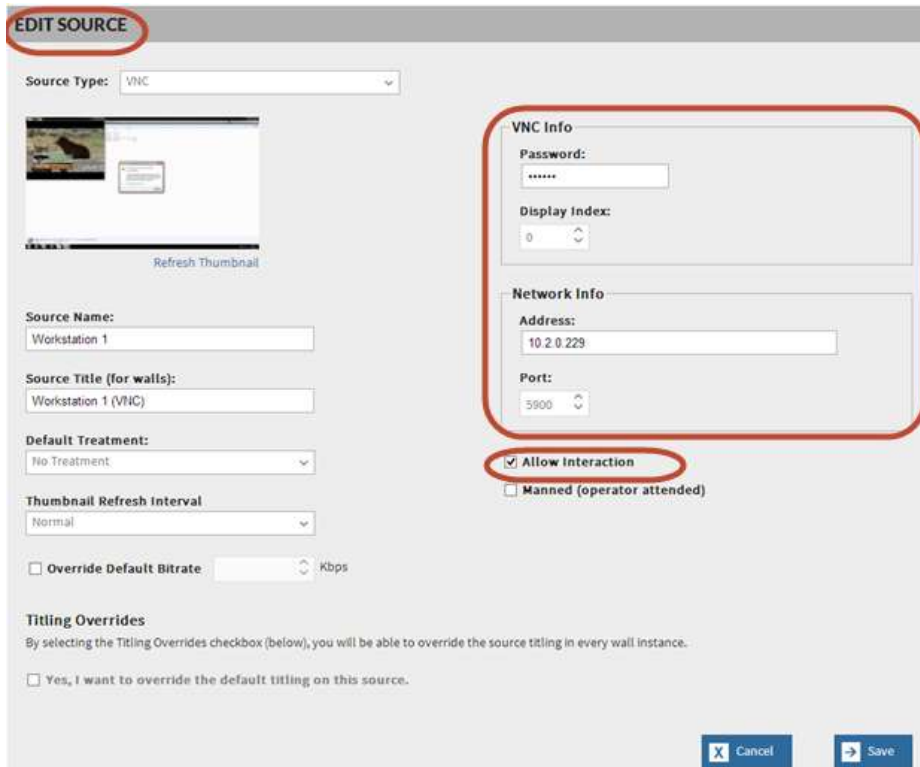 EDIT SOURCE
Source Type: VNC
Refresh Thumbnail
Source Name:
Workstation 1
Source Title (for walls):
Workstation 1 (VNC)
Default Treatment:
No Treatment
Thumbnail Refresh Interval
Normal
Override Default Bitrate Kbps
VNC Info
Password:
••••••
Display Index:
0
Network Info
Address:
10.2.0.229
Port:
5900
Allow Interaction
Manned (operator attended)
Titling Overrides
By selecting the Titling Overrides checkbox (below), you will be able to override the source titling in every wall instance.
Yes, I want to override the default titling on this source.
X Cancel
Save